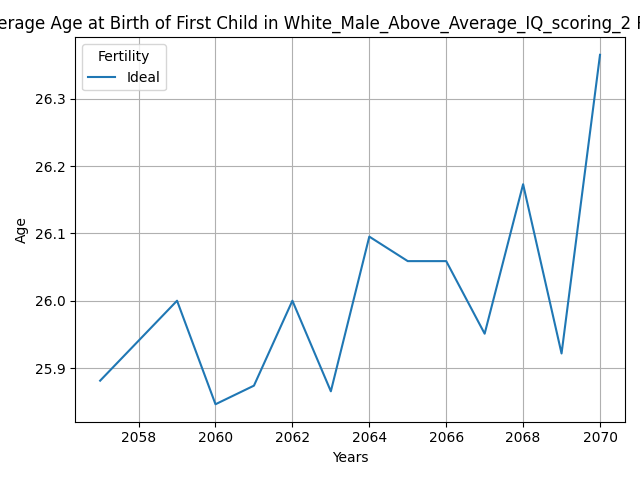 Age at Birth of First Child in White_Male_Above_Average_IQ_scoring_2
Fertility
Ideal
26.3
26.2
26.1
26.0
25.9
Age
2058 2060 2062 2064 2066 2068 2070
Years